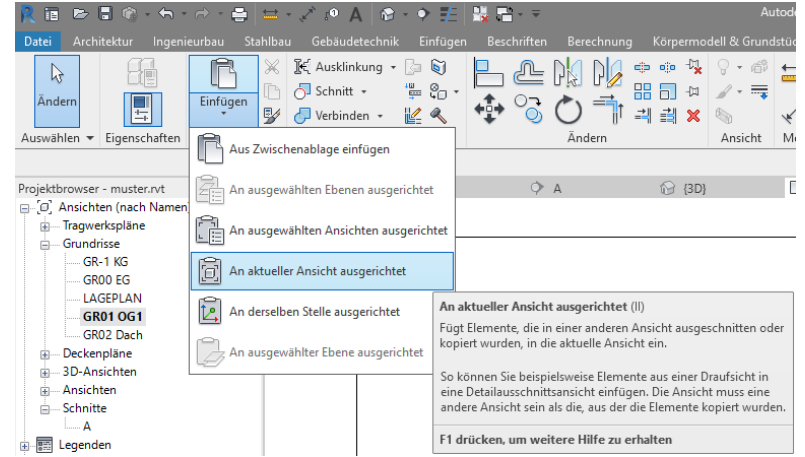 Autod
Datei Architektur Ingenieurbau Stahlbau Gebäudetechnik Einfügen Beschriften Berechnung Körpermodell & Grundstüc
Ändern
Einfügen
Ausklinkung
Schnitt
Verbinden
Auswählen Eigenschaften Ändern Ansicht M
Aus Zwischenablage einfügen
An ausgewählten Ebenen ausgerichtet
An ausgewählten Ansichten ausgerichtet
An aktueller Ansicht ausgerichtet
An derselben Stelle ausgerichtet
An ausgewählter Ebene ausgerichtet
Projektbrowser - muster.rvt
Ansichten (nach Namen)
Tragwerkspläne
Grundrisse
GR-1 KG
GR00 EG
LAGEPLAN
GR01 OG1
GR02 Dach
Deckenpläne
3D-Ansichten
Ansichten
Schnitte
A
Legenden
A {3D}
An aktueller Ansicht ausgerichtet (II)
Fügt Elemente, die in einer anderen Ansicht ausgeschnitten oder
kopiert wurden, in die aktuelle Ansicht ein.
So können Sie beispielsweise Elemente aus einer Draufsicht in
eine Detailausschnittsansicht einfügen. Die Ansicht muss eine
andere Ansicht sein als die, aus der die Elemente kopiert wurden.
F1 drücken, um weitere Hilfe zu erhalten